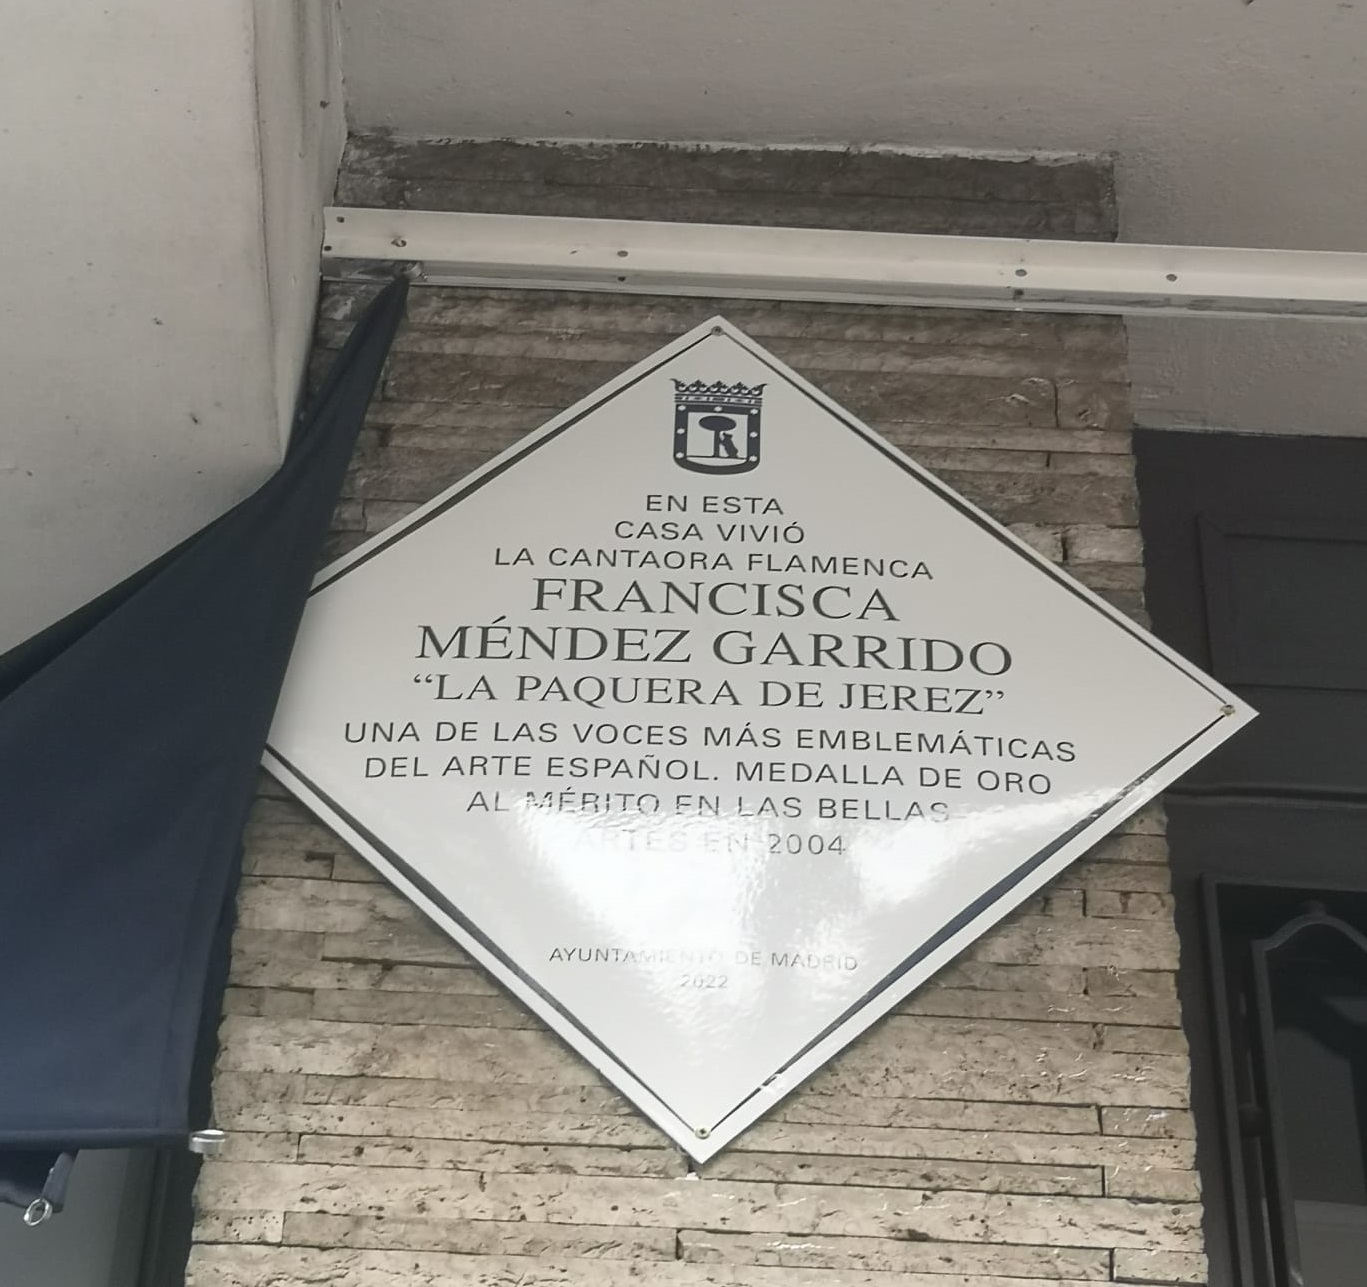 EN ESTA
CASA VIVIÓ
LA CANTAORA FLAMENCA
FRANCISCA
MÉNDEZ GARRIDO
“LA PAQUERA DE JEREZ”
UNA DE LAS VOCES MÁS EMBLEMÁTICAS
DEL ARTE ESPAÑOL. MEDALLA DE ORO
AL MÉRITO EN LAS BELLAS
ARTES EN 2004
AYUNTAMIENTO DE MADRID
2022